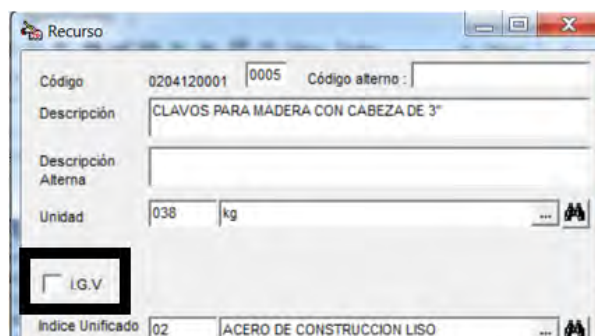 Recurso
Código 0204120001 0005 Código alterno :
Descripción CLAVOS PARA MADERA CON CABEZA DE 3"
Descripción
Alterna
Unidad 038 kg ...
I.G.V
Indice Unificado 02 ACERO DE CONSTRUCCION LISO ...